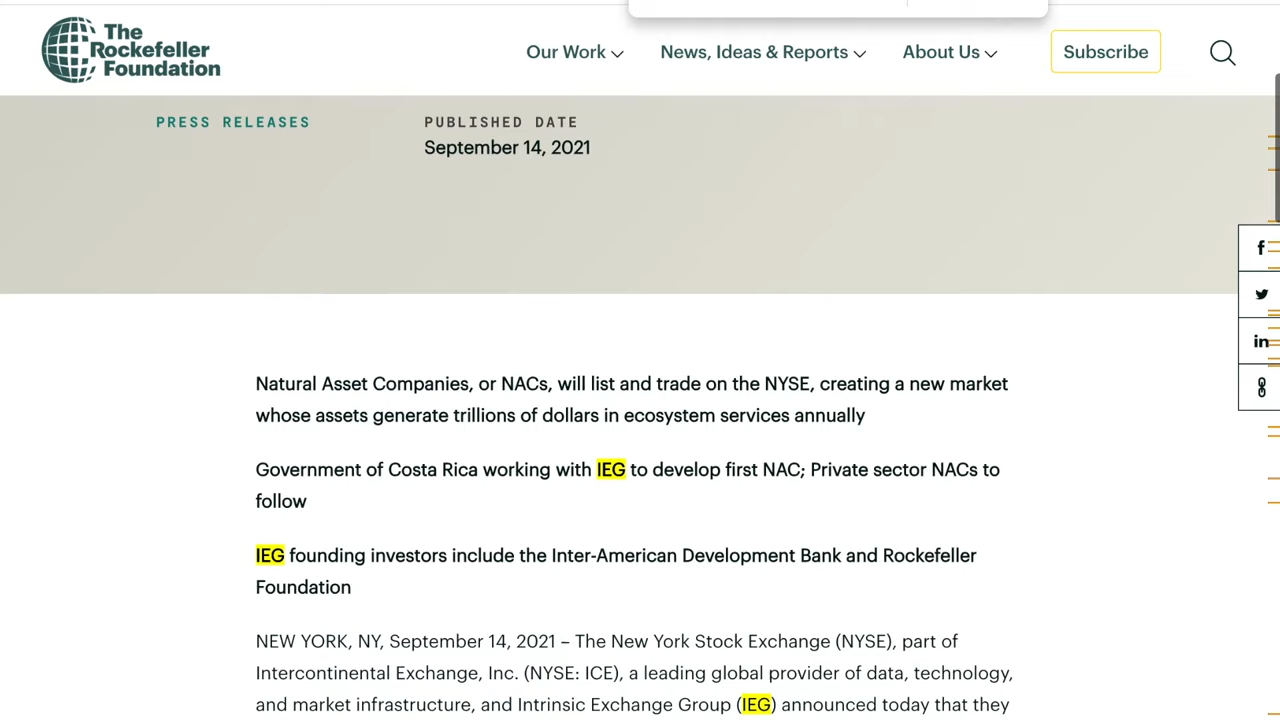 The
Rockefeller
Foundation
Our Work
News, Ideas & Reports
About Us
Subscribe
PRESS RELEASES
PUBLISHED DATE
September 14, 2021
f
in
Natural Asset Companies, or NACs, will list and trade on the NYSE, creating a new market
whose assets generate trillions of dollars in ecosystem services annually
Government of Costa Rica working with IEG to develop first NAC; Private sector NACs to
follow
IEG founding investors include the Inter-American Development Bank and Rockefeller
Foundation
NEW YORK, NY, September 14, 2021 – The New York Stock Exchange (NYSE), part of
Intercontinental Exchange, Inc. (NYSE: ICE), a leading global provider of data, technology,
and market infrastructure, and Intrinsic Exchange Group (IEG) announced today that they